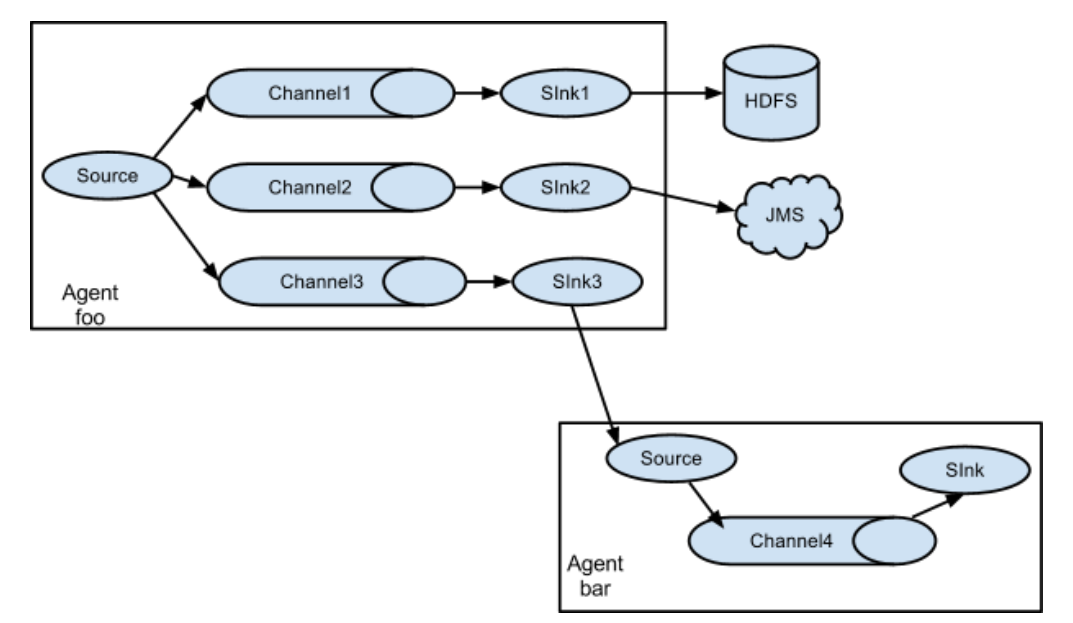 Channel1
SInk1
HDFS
Source
Channel2
SInk2
JMS
Channel3
SInk3
Agent
foo
Source
SInk
Channel4
Agent
bar